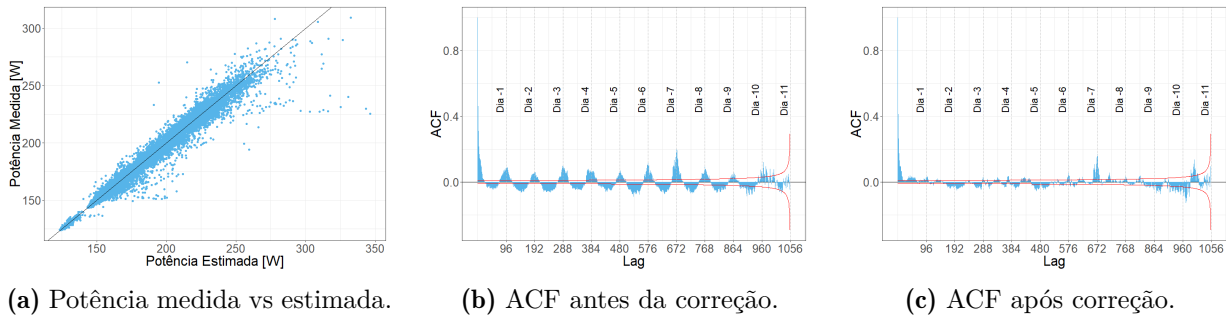 300
250
200
150
Potência Medida [W]
150
200
250
300
350
Potência Estimada [W]
(a) Potência medida vs estimada.
0.8
0.4
0.0
ACF
Dia -1
Dia -2
Dia -3
Dia -4
Dia -5
Dia -6
Dia -7
Dia -8
Dia -9
Dia -10
Dia -11
96 192 288 384 480 576 672 768 864 960 1056
Lag
(b) ACF antes da correção.
0.8
0.4
0.0
ACF
Dia -1
Dia -2
Dia -3
Dia -4
Dia -5
Dia -6
Dia -7
Dia -8
Dia -9
Dia -10
Dia -11
96 192 288 384 480 576 672 768 864 960 1056
Lag
(c) ACF após correção.